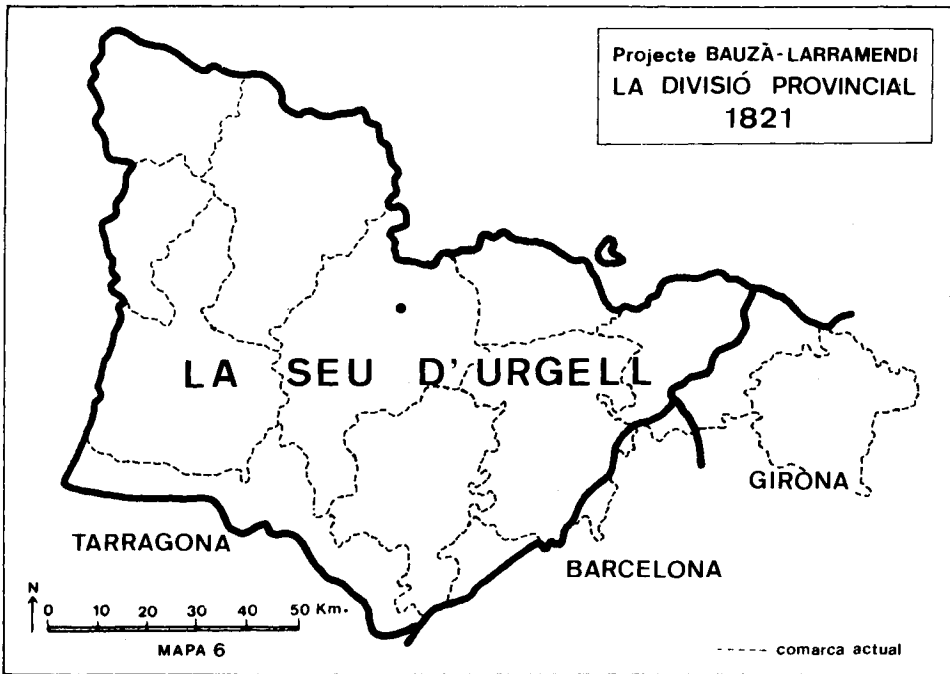 Projecte BAUZÀ-LARRAMENDI
LA DIVISIÓ PROVINCIAL
1821
LA SEU D'URGELL
GIRÒNA
TARRAGONA
BARCELONA
N
0 10 20 30 40 50 Km.
MAPA 6
comarca actual